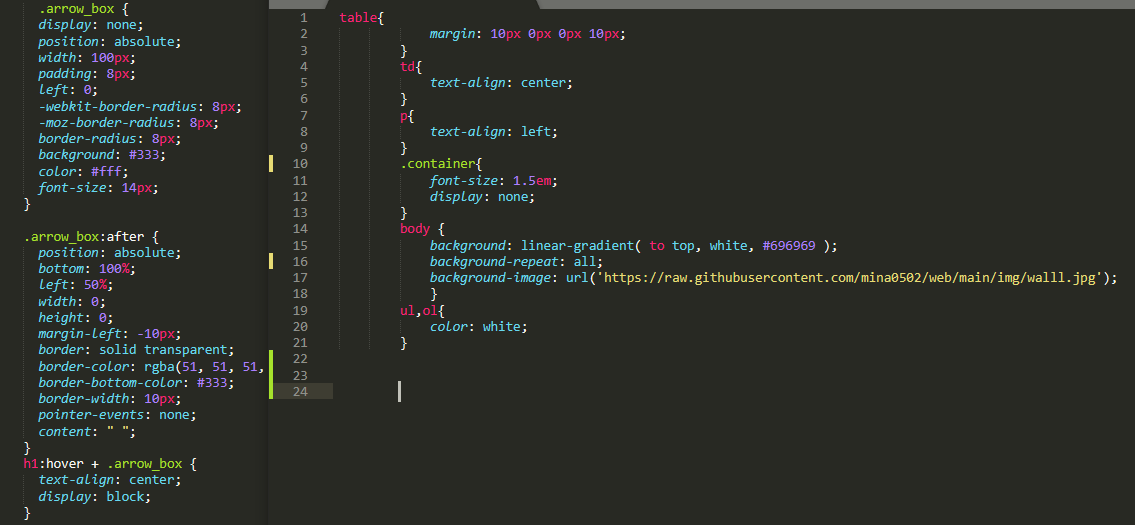 .arrow_box {
display: none;
position: absolute;
width: 100px;
padding: 8px;
left: 0;
-webkit-border-radius: 8px;
-moz-border-radius: 8px;
border-radius: 8px;
background: #333;
color: #fff;
font-size: 14px;
}
.arrow_box:after {
position: absolute;
bottom: 100%;
left: 50%;
width: 0;
height: 0;
margin-left: -10px;
border: solid transparent;
border-color: rgba(51, 51, 51,
border-bottom-color: #333;
border-width: 10px;
pointer-events: none;
content: " ";
}
h1:hover + .arrow_box {
text-align: center;
display: block;
}
1 table{
2 margin: 10px 0px 0px 10px;
3 }
4 td{
5 text-align: center;
6 }
7 p{
8 text-align: left;
9 }
10 .container{
11 font-size: 1.5em;
12 display: none;
13 }
14 body {
15 background: linear-gradient( to top, white, #696969 );
16 background-repeat: all;
17 background-image: url('https://raw.githubusercontent.com/mina0502/web/main/img/walll.jpg');
18 }
19 ul,ol{
20 color: white;
21 }
22
23
24